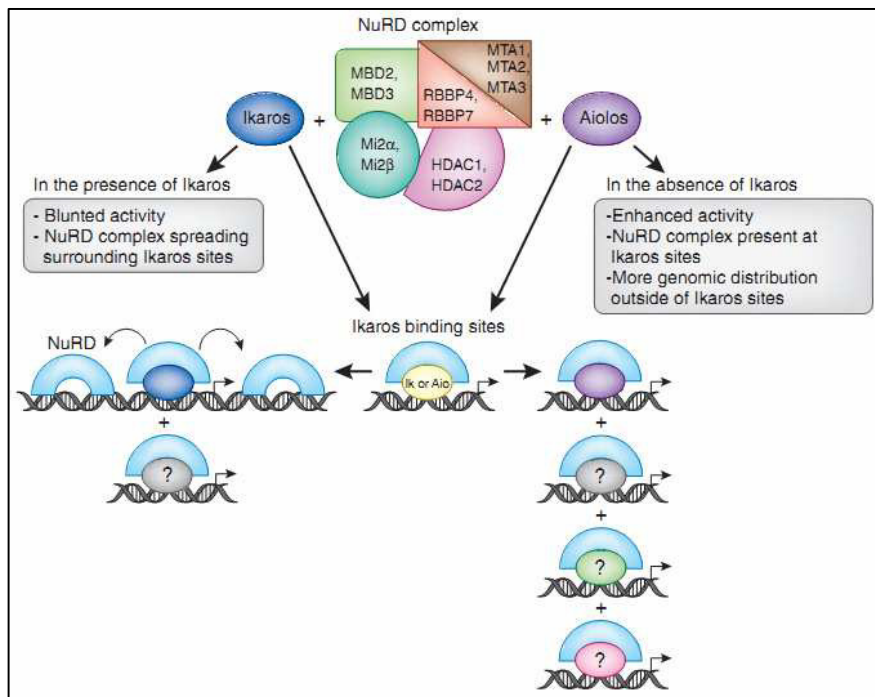 NuRD complex
MBD2,
MBD3
MTA1,
MTA2,
MTA3
RBBP4,
RBBP7
Ikaros
+
+
Aiolos
Mi2α,
Mi2β
HDAC1,
HDAC2
In the presence of Ikaros
- Blunted activity
- NuRD complex spreading
surrounding Ikaros sites
In the absence of Ikaros
-Enhanced activity
-NuRD complex present at
Ikaros sites
-More genomic distribution
outside of Ikaros sites
Ikaros binding sites
NuRD
Ik or Aio
+
?
+
?
+
?
+
?